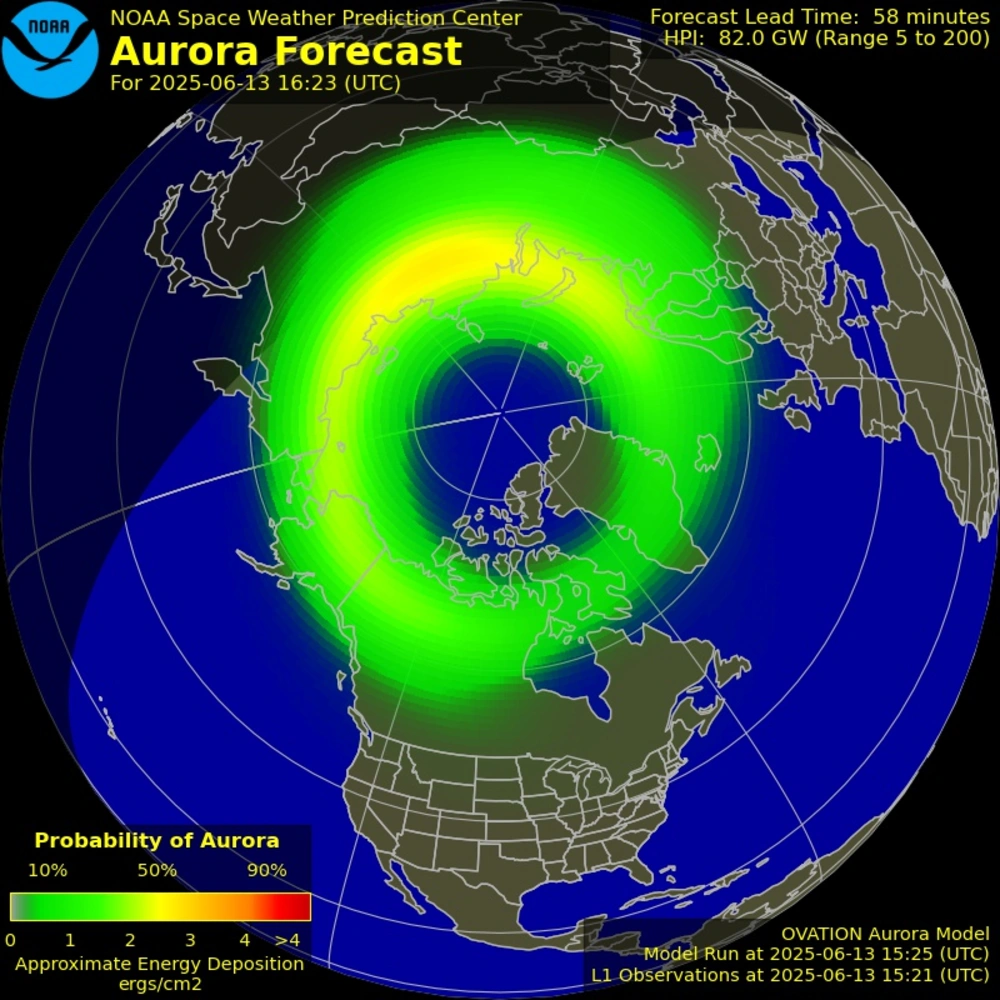 NOAA
NOAA Space Weather Prediction Center
Aurora Forecast
For 2025-06-13 16:23 (UTC)
Forecast Lead Time: 58 minutes
HPI: 82.0 GW (Range 5 to 200)
Probability of Aurora
10% 50% 90%
0 1 2 3 4 >4
Approximate Energy Deposition
ergs/cm2
OVATION Aurora Model
Model Run at 2025-06-13 15:25 (UTC)
L1 Observations at 2025-06-13 15:21 (UTC)